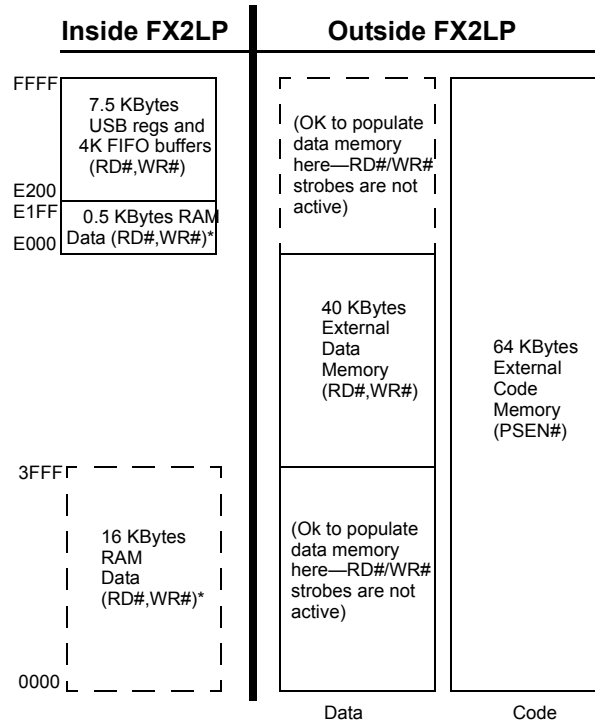 Inside FX2LP
Outside FX2LP
FFFF
7.5 KBytes
USB regs and
4K FIFO buffers
(RD#,WR#)
E200
E1FF
0.5 KBytes RAM
Data (RD#,WR#)*
E000
(OK to populate
data memory
here—RD#/WR#
strobes are not
active)
40 KBytes
External
Data
Memory
(RD#,WR#)
64 KBytes
External
Code
Memory
(PSEN#)
3FFF
16 KBytes
RAM
Data
(RD#,WR#)*
(Ok to populate
data memory
here—RD#/WR#
strobes are not
active)
0000
Data
Code